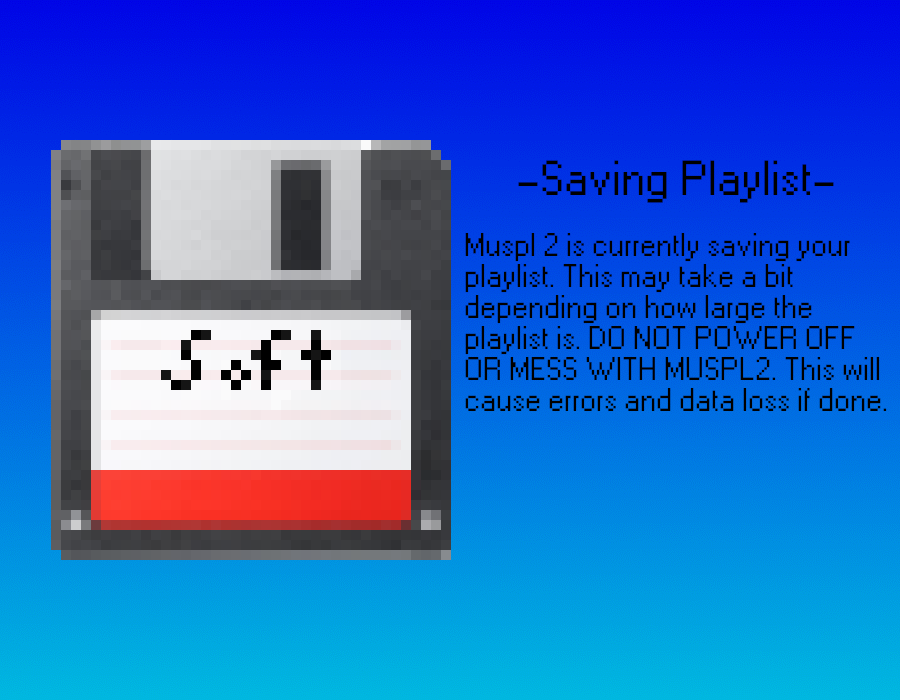 Soft
-Saving Playlist-
Muspl 2 is currently saving your
playlist. This may take a bit
depending on how large the
playlist is. DO NOT POWER OFF
OR MESS WITH MUSPL2. This will
cause errors and data loss if done.